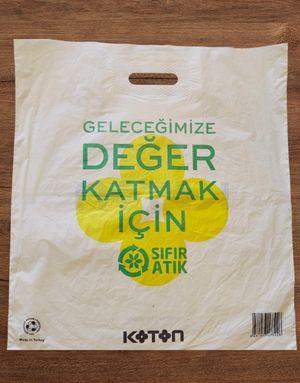 GELECEĞİMİZE
DEĞER
KATMAK
İÇİN
SIFIR
ATIK
KOTON
Made in Turkey